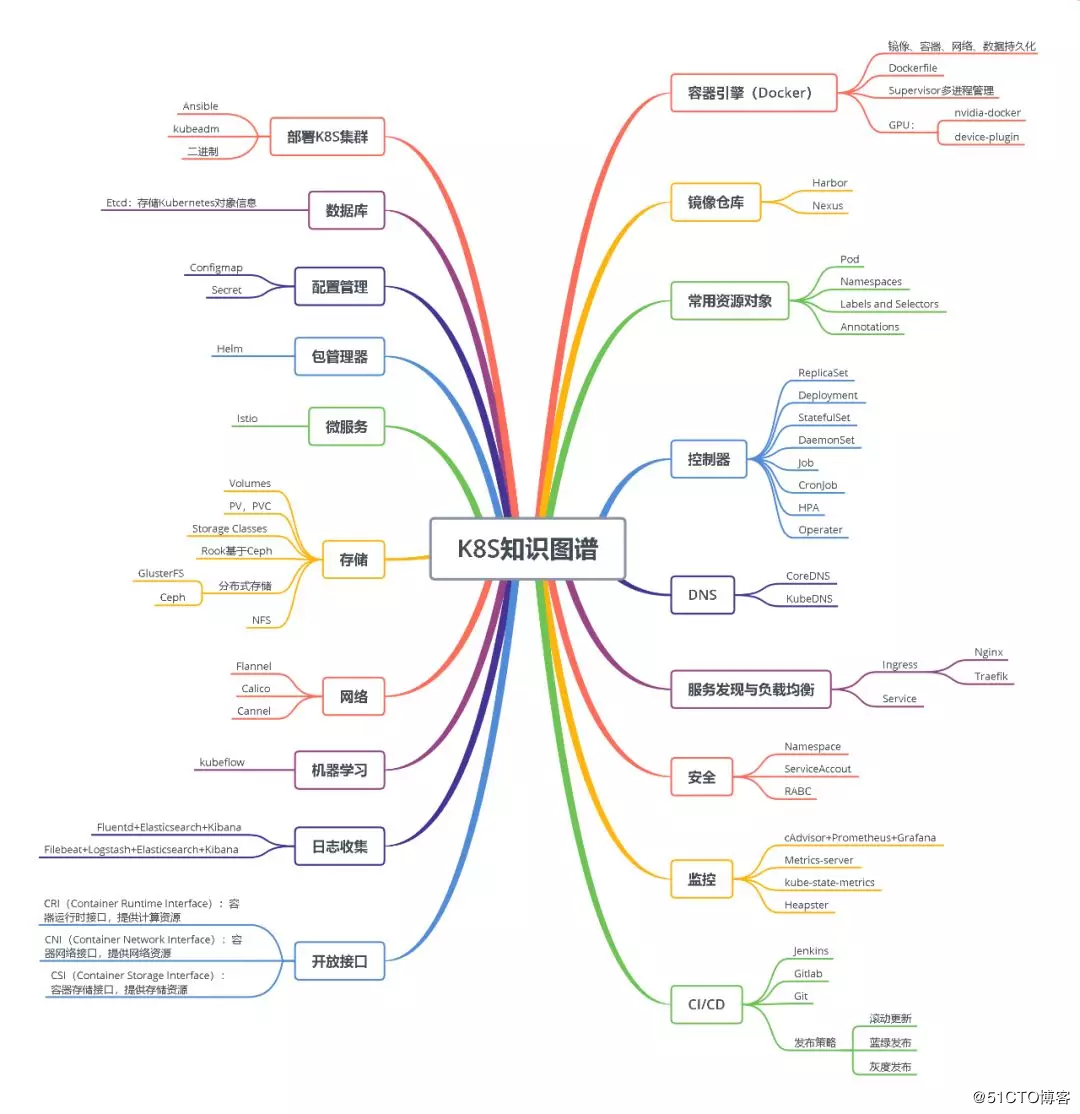 K8S知识图谱
容器引擎（Docker）
镜像、容器、网络、数据持久化
Dockerfile
Supervisor多进程管理
GPU：
nvidia-docker
device-plugin
镜像仓库
Harbor
Nexus
常用资源对象
Pod
Namespaces
Labels and Selectors
Annotations
控制器
ReplicaSet
Deployment
StatefulSet
DaemonSet
Job
CronJob
HPA
Operater
DNS
CoreDNS
KubeDNS
服务发现与负载均衡
Ingress
Nginx
Traefik
Service
安全
Namespace
ServiceAccout
RABC
监控
cAdvisor+Prometheus+Grafana
Metrics-server
kube-state-metrics
Heapster
CI/CD
Jenkins
Gitlab
Git
发布策略
滚动更新
蓝绿发布
灰度发布
部署K8S集群
Ansible
kubeadm
二进制
数据库
Etcd：存储Kubernetes对象信息
配置管理
Configmap
Secret
包管理器
Helm
微服务
Istio
存储
Volumes
PV，PVC
Storage Classes
Rook基于Ceph
分布式存储
GlusterFS
Ceph
NFS
网络
Flannel
Calico
Cannel
机器学习
kubeflow
日志收集
Fluentd+Elasticsearch+Kibana
Filebeat+Logstash+Elasticsearch+Kibana
开放接口
CRI（Container Runtime Interface）：容
器运行时接口，提供计算资源
CNI（Container Network Interface）：容
器网络接口，提供网络资源
CSI（Container Storage Interface）：
容器存储接口，提供存储资源
@51CTO博客